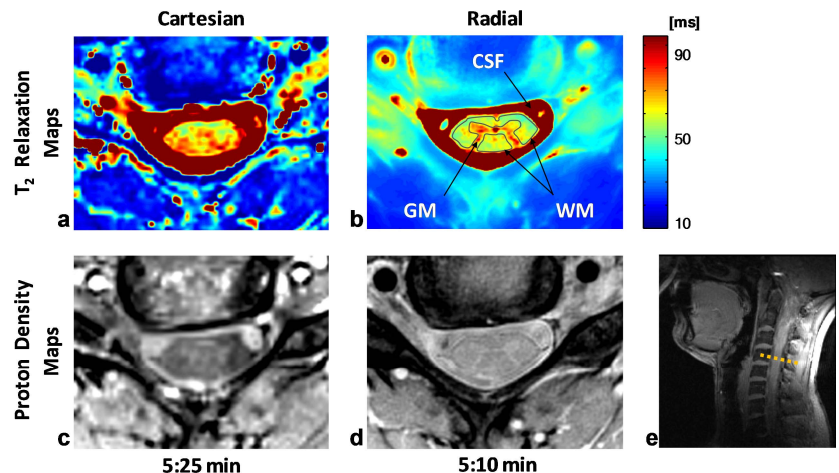 Cartesian
Radial
[ms]
T2 Relaxation
Maps
a
b
CSF
GM
WM
90
50
10
Proton Density
Maps
c
d
e
5:25 min
5:10 min